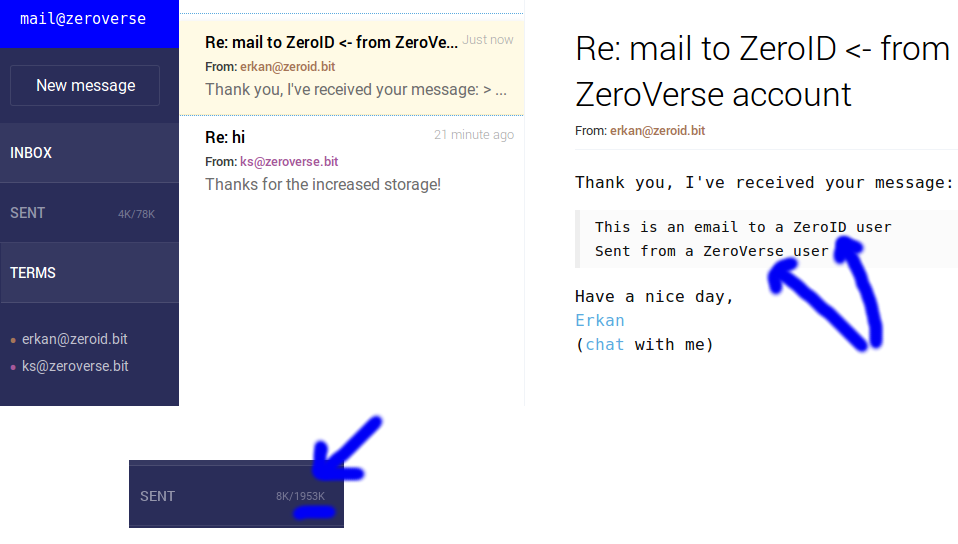 mail@zeroverse
New message
INBOX
SENT 4K/78K
TERMS
erkan@zeroid.bit
ks@zeroverse.bit
Re: mail to ZeroID <- from ZeroVe... Just now
From: erkan@zeroid.bit
Thank you, I've received your message: > ...
Re: hi 21 minute ago
From: ks@zeroverse.bit
Thanks for the increased storage!
Re: mail to ZeroID <- from
ZeroVerse account
From: erkan@zeroid.bit
Thank you, I've received your message:
This is an email to a ZeroID user
Sent from a ZeroVerse user
Have a nice day,
Erkan
(chat with me)
SENT 8K/1953K